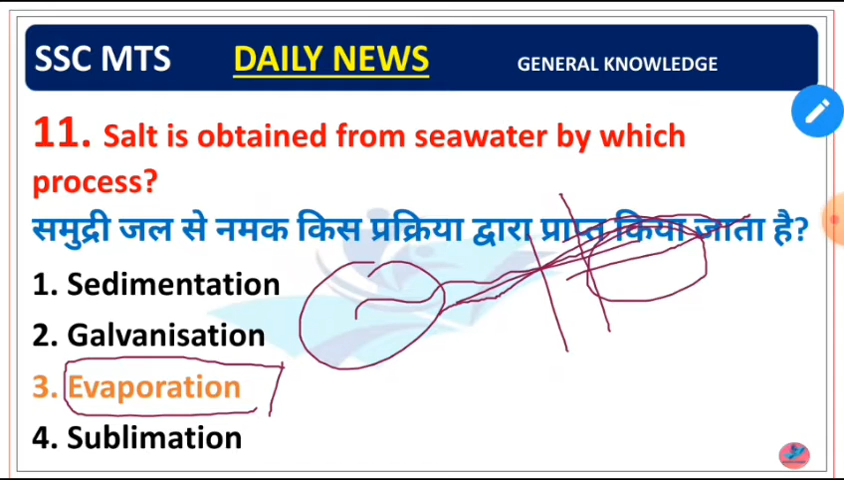 SSC MTS DAILY NEWS GENERAL KNOWLEDGE
11. Salt is obtained from seawater by which
process?
समुद्री जल से नमक किस प्रक्रिया द्वारा प्राप्त किया जाता है?
1. Sedimentation
2. Galvanisation
3. Evaporation
4. Sublimation